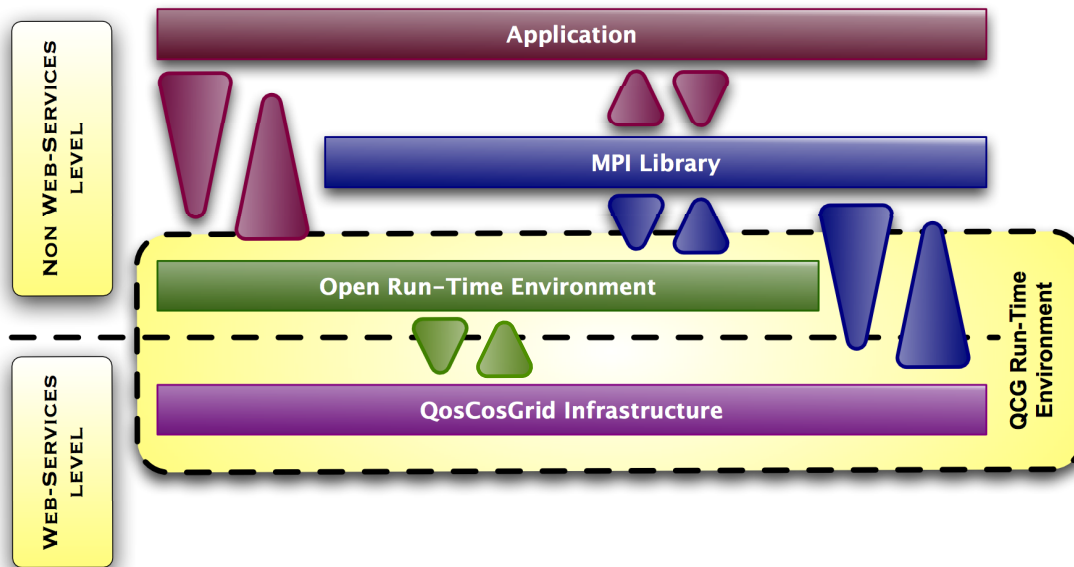 NON WEB-SERVICES
LEVEL
Application
MPI Library
Open Run-Time Environment
QCG Run-Time
Environment
WEB-SERVICES
LEVEL
QosCosGrid Infrastructure